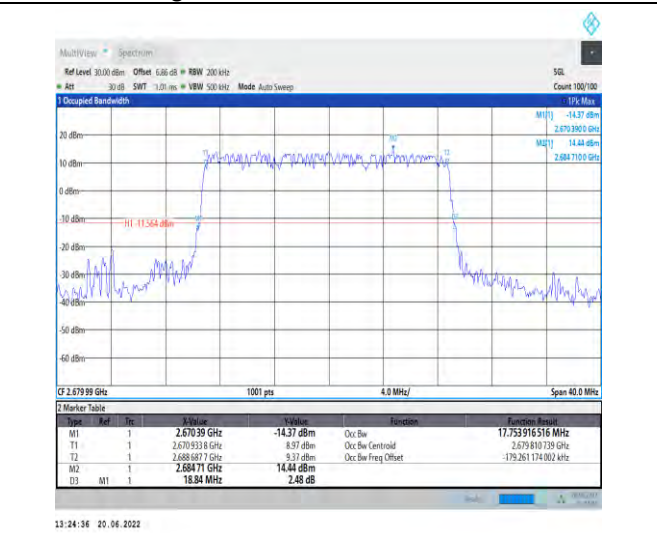 MultiView Spectrum
Ref Level 30.00 dBm Offset 6.86 dB RBW 200 kHz SGL
Att 30 dB SWT 1.01 ms VBW 500 kHz Mode Auto Sweep Count 100/100
1 Occupied Bandwidth 1Pk Max
M1[1] -14.37 dBm
2.670 390 0 GHz
20 dBm
M2[1] 14.44 dBm
2.684 710 0 GHz
10 dBm
0 dBm
-10 dBm
H1 -11.564 dBm
-20 dBm
-30 dBm
-40 dBm
-50 dBm
-60 dBm
CF 2.679 99 GHz 1001 pts 4.0 MHz/ Span 40.0 MHz
2 Marker Table
Type Ref Trc X-Value Y-Value Function Function Result
M1 1 2.670 39 GHz -14.37 dBm Occ Bw 17.753 916 516 MHz
T1 1 2.670 933 8 GHz 8.97 dBm Occ Bw Centroid 2.679 810 739 GHz
T2 1 2.688 687 7 GHz 9.37 dBm Occ Bw Freq Offset -179.261 174 002 kHz
M2 1 2.684 71 GHz 14.44 dBm
D3 M1 1 18.84 MHz 2.48 dB
13:24:36 20.06.2022